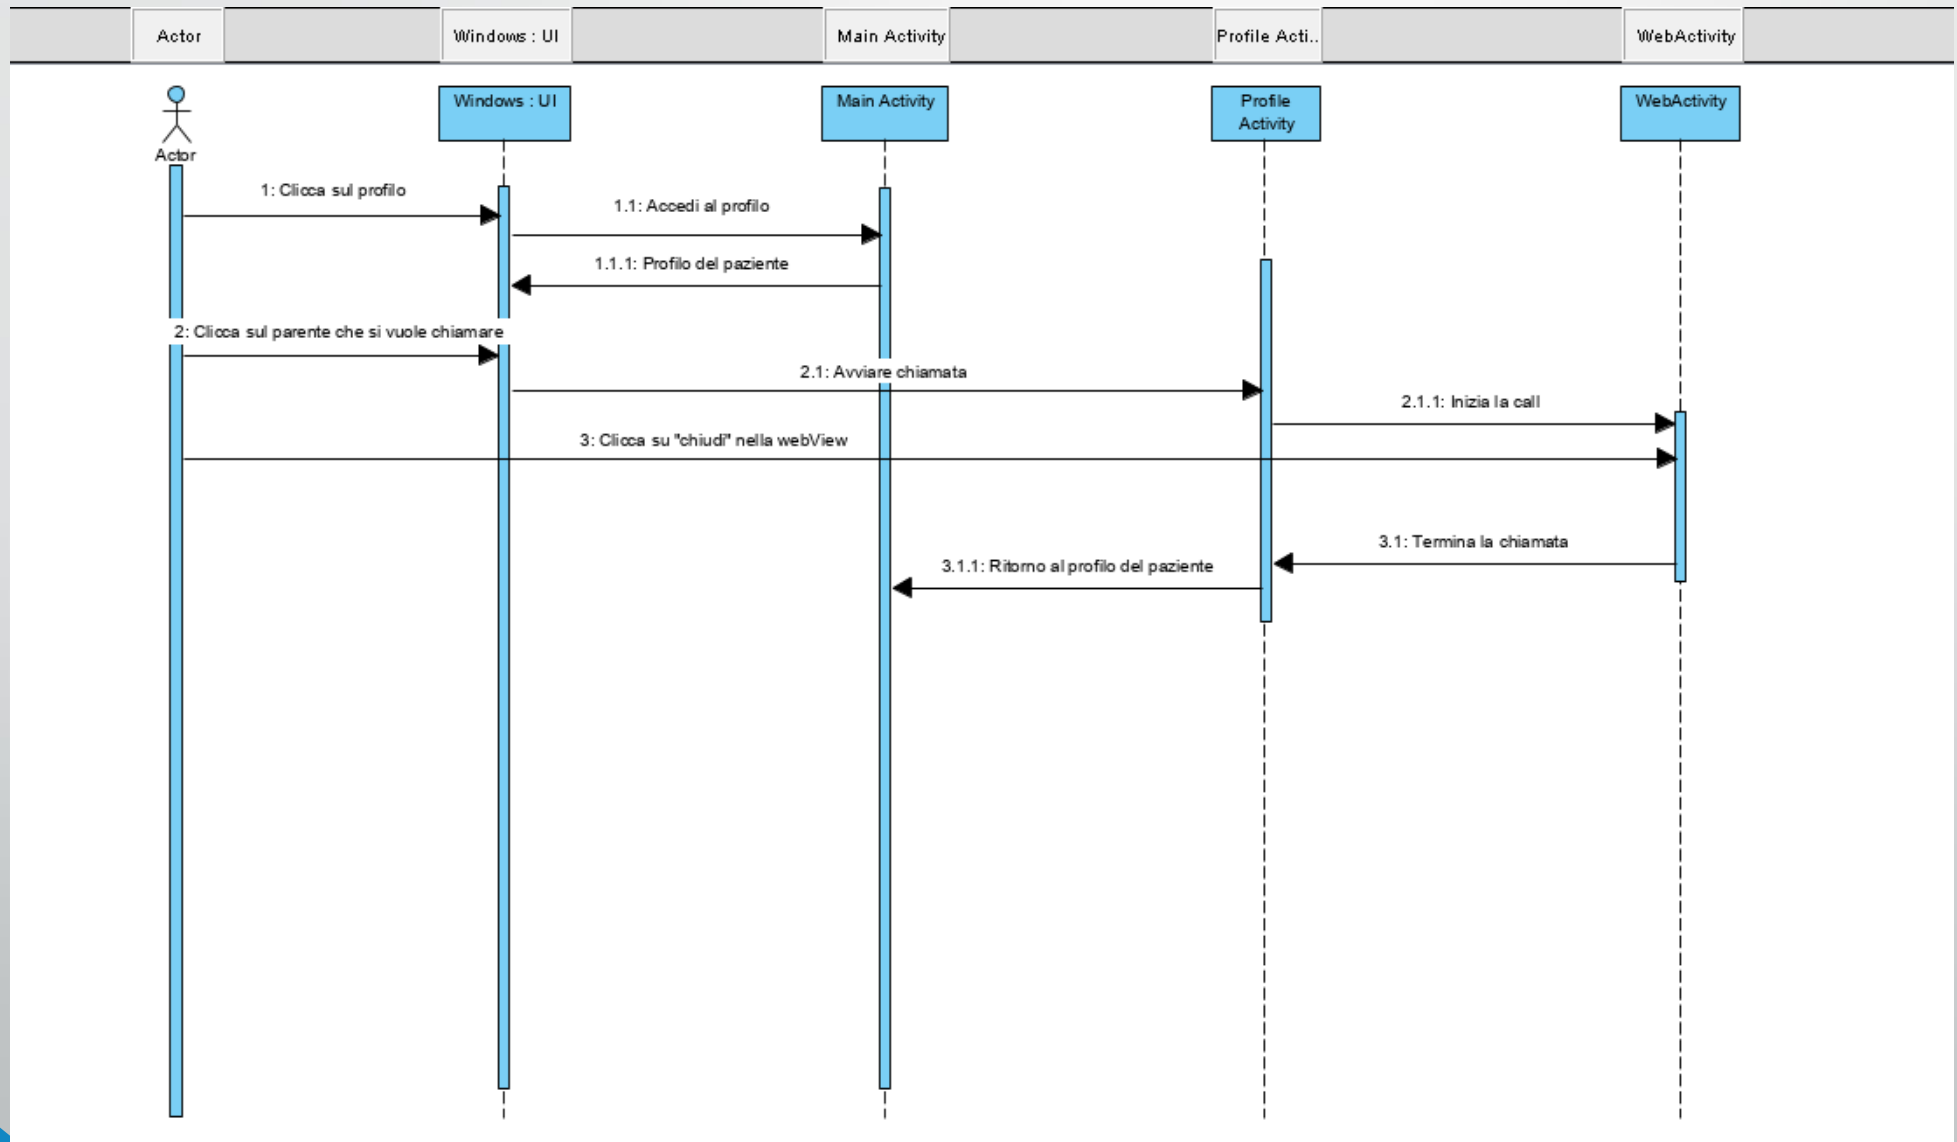 Actor
Windows : UI
Main Activity
Profile Acti..
WebActivity
Windows : UI
Main Activity
Profile
Activity
WebActivity
Actor
1: Clicca sul profilo
1.1: Accedi al profilo
1.1.1: Profilo del paziente
2: Clicca sul parente che si vuole chiamare
2.1: Avviare chiamata
2.1.1: Inizia la call
3: Clicca su "chiudi" nella webView
3.1: Termina la chiamata
3.1.1: Ritorno al profilo del paziente